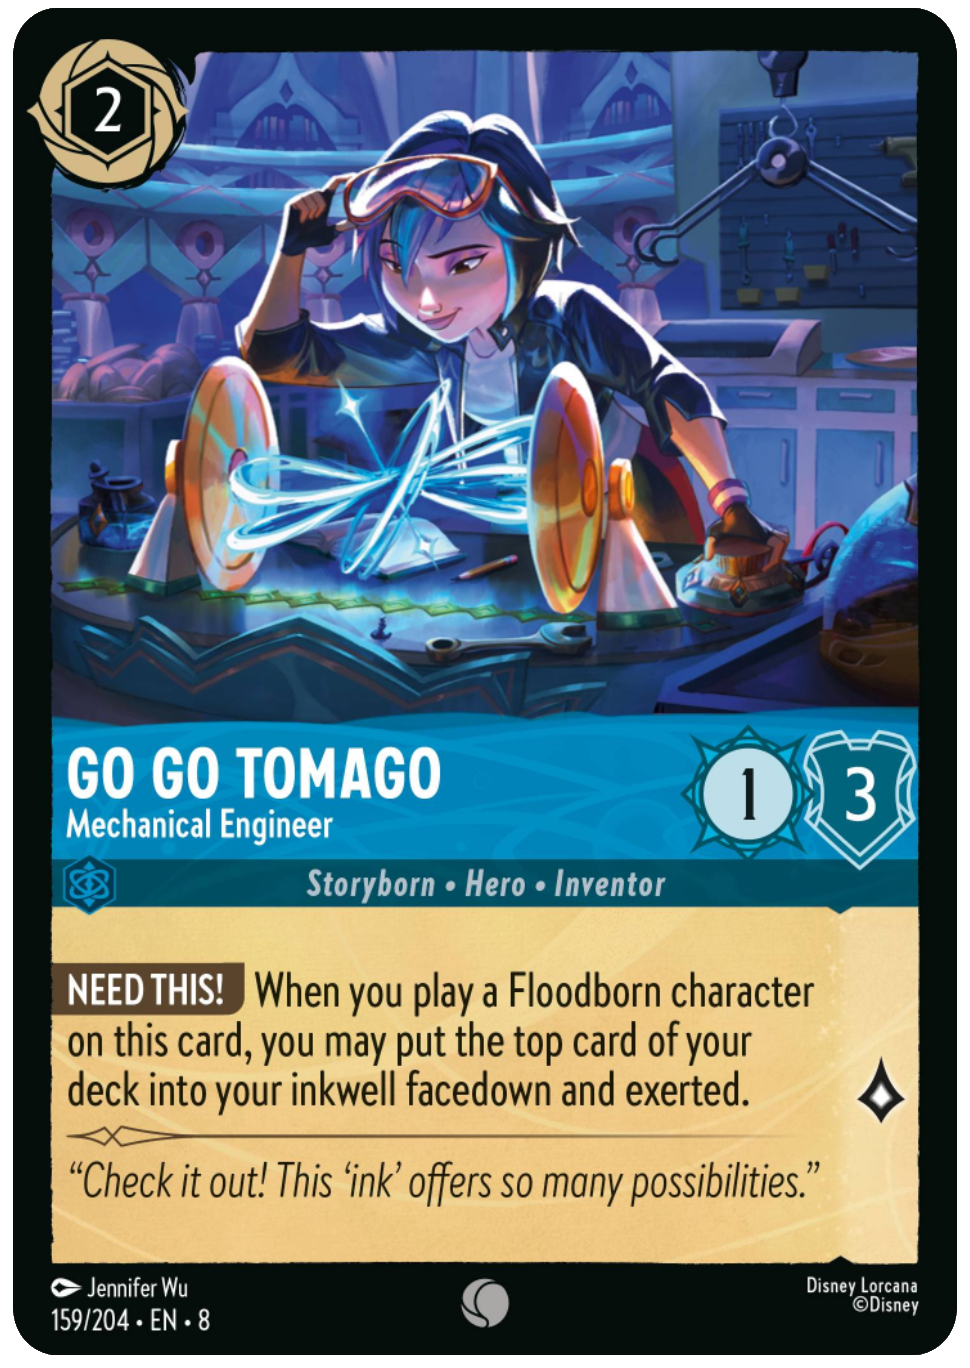 2
GO GO TOMAGO
Mechanical Engineer
1
3
Storyborn • Hero • Inventor
NEED THIS! When you play a Floodborn character
on this card, you may put the top card of your
deck into your inkwell facedown and exerted.
“Check it out! This ‘ink’ offers so many possibilities.”
Jennifer Wu
159/204 • EN • 8
Disney Lorcana
©Disney